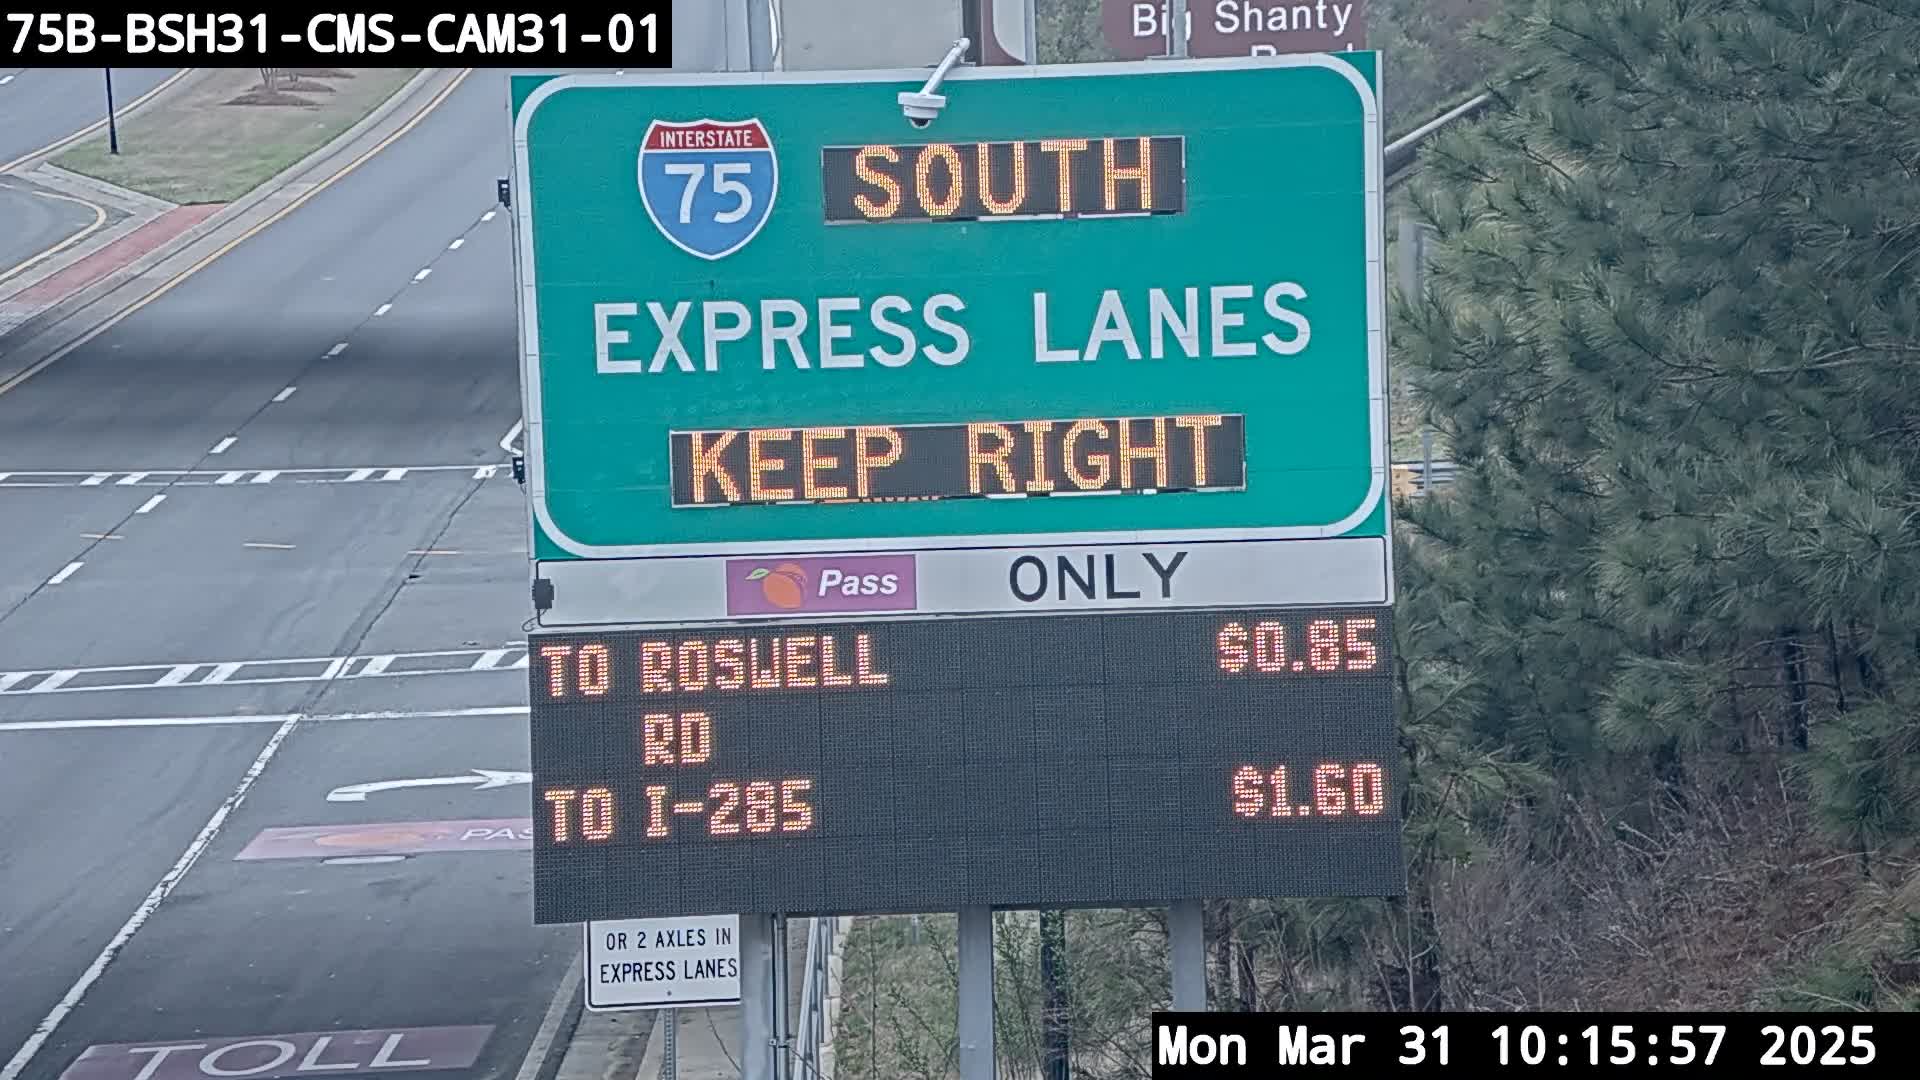 75B-BSH31-CMS-CAM31-01
Big Shanty
INTERSTATE
75
SOUTH
EXPRESS LANES
KEEP RIGHT
Pass
ONLY
TO ROSWELL $0.85
RD
TO I-285 $1.60
PAS
OR 2 AXLES IN
EXPRESS LANES
TOLL
Mon Mar 31 10:15:57 2025